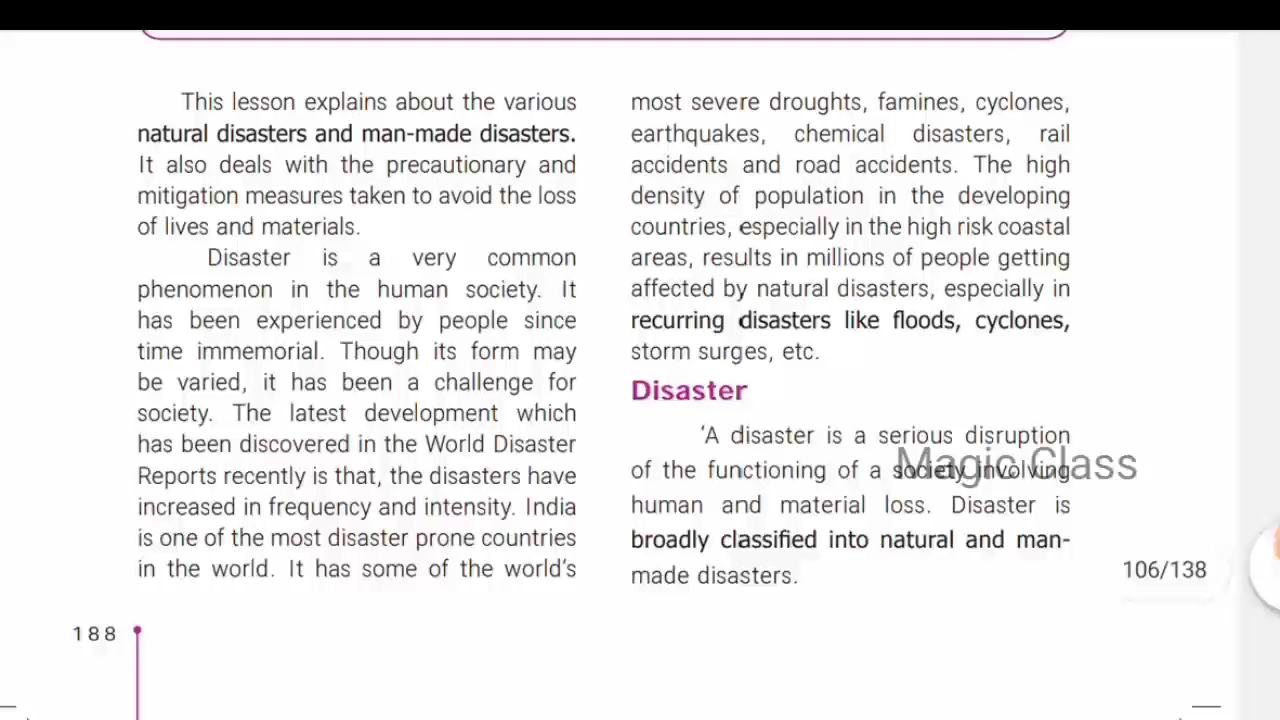 This lesson explains about the various
natural disasters and man-made disasters.
It also deals with the precautionary and
mitigation measures taken to avoid the loss
of lives and materials.
Disaster is a very common
phenomenon in the human society. It
has been experienced by people since
time immemorial. Though its form may
be varied, it has been a challenge for
society. The latest development which
has been discovered in the World Disaster
Reports recently is that, the disasters have
increased in frequency and intensity. India
is one of the most disaster prone countries
in the world. It has some of the world's
188
most severe droughts, famines, cyclones,
earthquakes, chemical disasters, rail
accidents and road accidents. The high
density of population in the developing
countries, especially in the high risk coastal
areas, results in millions of people getting
affected by natural disasters, especially in
recurring disasters like floods, cyclones,
storm surges, etc.
Disaster
‘A disaster is a serious disruption
of the functioning of a society involving
human and material loss. Disaster is
broadly classified into natural and man-
made disasters.
Magic Class
106/138